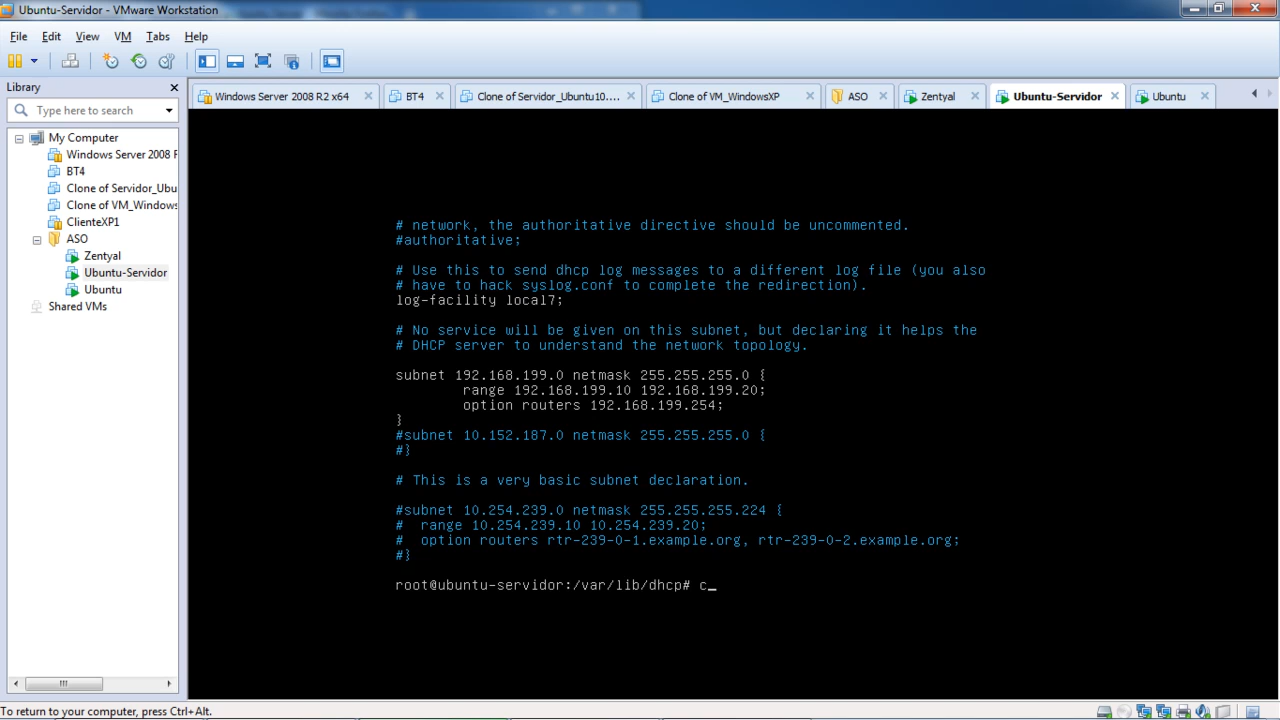 Ubuntu-Servidor - VMware Workstation
File Edit View VM Tabs Help
Library
Type here to search
My Computer
Windows Server 2008 R
BT4
Clone of Servidor_Ubu
Clone of VM_Windows
ClienteXP1
ASO
Zentyal
Ubuntu-Servidor
Ubuntu
Shared VMs
Windows Server 2008 R2 x64 BT4 Clone of Servidor_Ubuntu10.... Clone of VM_WindowsXP ASO Zentyal Ubuntu-Servidor Ubuntu
# network, the authoritative directive should be uncommented.
#authoritative;
# Use this to send dhcp log messages to a different log file (you also
# have to hack syslog.conf to complete the redirection).
log-facility local7;
# No service will be given on this subnet, but declaring it helps the
# DHCP server to understand the network topology.
subnet 192.168.199.0 netmask 255.255.255.0 {
range 192.168.199.10 192.168.199.20;
option routers 192.168.199.254;
}
#subnet 10.152.187.0 netmask 255.255.255.0 {
#}
# This is a very basic subnet declaration.
#subnet 10.254.239.0 netmask 255.255.255.224 {
#  range 10.254.239.10 10.254.239.20;
#  option routers rtr-239-0-1.example.org, rtr-239-0-2.example.org;
#}
root@ubuntu-servidor:/var/lib/dhcp# c_
To return to your computer, press Ctrl+Alt.